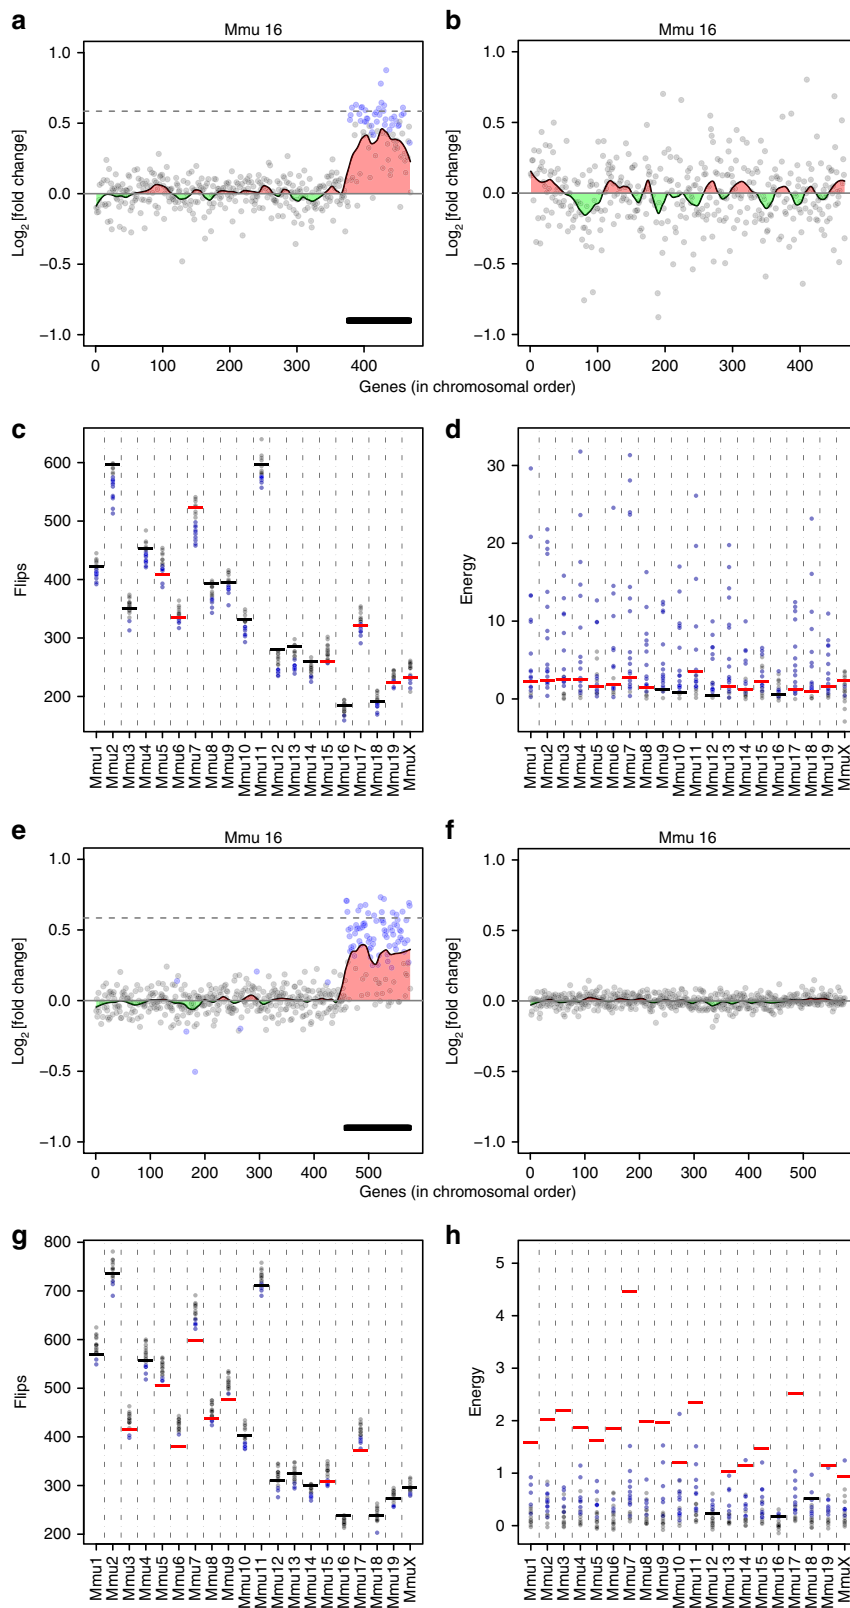 a
Mmu 16
1.0
0.5
0.0
−0.5
−1.0
Log2 [fold change]
0 100 200 300 400
b
Mmu 16
1.0
0.5
0.0
−0.5
−1.0
Log2 [fold change]
0 100 200 300 400
Genes (in chromosomal order)
c
600
500
400
300
200
Flips
Mmu1 Mmu2 Mmu3 Mmu4 Mmu5 Mmu6 Mmu7 Mmu8 Mmu9 Mmu10 Mmu11 Mmu12 Mmu13 Mmu14 Mmu15 Mmu16 Mmu17 Mmu18 Mmu19 MmuX
d
30
20
10
0
Energy
Mmu1 Mmu2 Mmu3 Mmu4 Mmu5 Mmu6 Mmu7 Mmu8 Mmu9 Mmu10 Mmu11 Mmu12 Mmu13 Mmu14 Mmu15 Mmu16 Mmu17 Mmu18 Mmu19 MmuX
e
Mmu 16
1.0
0.5
0.0
−0.5
−1.0
Log2 [fold change]
0 100 200 300 400 500
f
Mmu 16
1.0
0.5
0.0
−0.5
−1.0
Log2 [fold change]
0 100 200 300 400 500
Genes (in chromosomal order)
g
800
700
600
500
400
300
200
Flips
Mmu1 Mmu2 Mmu3 Mmu4 Mmu5 Mmu6 Mmu7 Mmu8 Mmu9 Mmu10 Mmu11 Mmu12 Mmu13 Mmu14 Mmu15 Mmu16 Mmu17 Mmu18 Mmu19 MmuX
h
5
4
3
2
1
0
Energy
Mmu1 Mmu2 Mmu3 Mmu4 Mmu5 Mmu6 Mmu7 Mmu8 Mmu9 Mmu10 Mmu11 Mmu12 Mmu13 Mmu14 Mmu15 Mmu16 Mmu17 Mmu18 Mmu19 MmuX